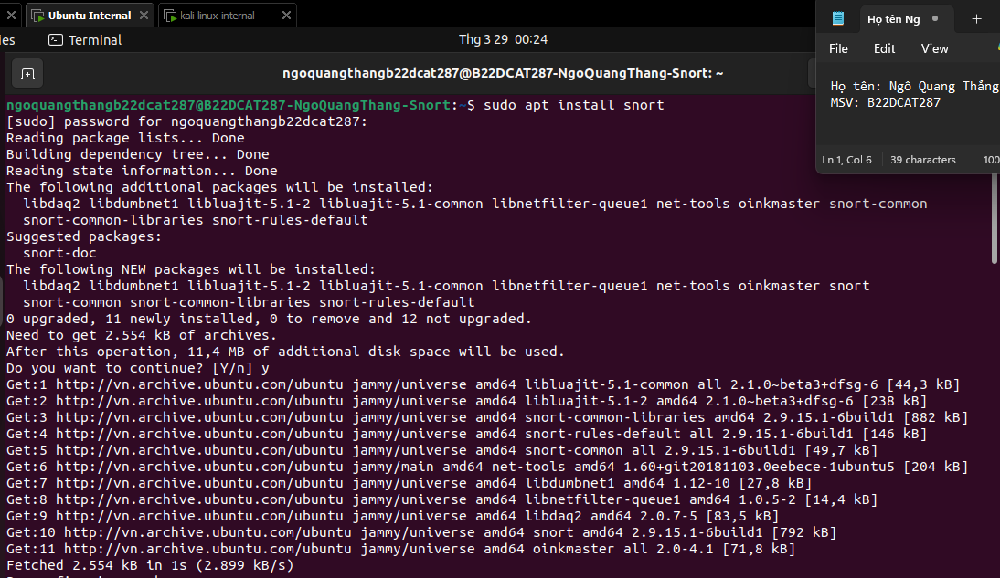 Ubuntu Internal
kali-linux-internal
ies
Terminal
Thg 3 29 00:24
Họ tên Ng
File Edit View
Họ tên: Ngô Quang Thắng
MSV: B22DCAT287
Ln 1, Col 6 39 characters 100
ngoquangthangb22dcat287@B22DCAT287-NgoQuangThang-Snort: ~
ngoquangthangb22dcat287@B22DCAT287-NgoQuangThang-Snort:~$ sudo apt install snort
[sudo] password for ngoquangthangb22dcat287:
Reading package lists... Done
Building dependency tree... Done
Reading state information... Done
The following additional packages will be installed:
libdaq2 libdumbnet1 libluajit-5.1-2 libluajit-5.1-common libnetfilter-queue1 net-tools oinkmaster snort-common
snort-common-libraries snort-rules-default
Suggested packages:
snort-doc
The following NEW packages will be installed:
libdaq2 libdumbnet1 libluajit-5.1-2 libluajit-5.1-common libnetfilter-queue1 net-tools oinkmaster snort
snort-common snort-common-libraries snort-rules-default
0 upgraded, 11 newly installed, 0 to remove and 12 not upgraded.
Need to get 2.554 kB of archives.
After this operation, 11,4 MB of additional disk space will be used.
Do you want to continue? [Y/n] y
Get:1 http://vn.archive.ubuntu.com/ubuntu jammy/universe amd64 libluajit-5.1-common all 2.1.0~beta3+dfsg-6 [44,3 kB]
Get:2 http://vn.archive.ubuntu.com/ubuntu jammy/universe amd64 libluajit-5.1-2 amd64 2.1.0~beta3+dfsg-6 [238 kB]
Get:3 http://vn.archive.ubuntu.com/ubuntu jammy/universe amd64 snort-common-libraries amd64 2.9.15.1-6build1 [882 kB]
Get:4 http://vn.archive.ubuntu.com/ubuntu jammy/universe amd64 snort-rules-default all 2.9.15.1-6build1 [146 kB]
Get:5 http://vn.archive.ubuntu.com/ubuntu jammy/universe amd64 snort-common all 2.9.15.1-6build1 [49,7 kB]
Get:6 http://vn.archive.ubuntu.com/ubuntu jammy/main amd64 net-tools amd64 1.60+git20181103.0eebece-1ubuntu5 [204 kB]
Get:7 http://vn.archive.ubuntu.com/ubuntu jammy/universe amd64 libdumbnet1 amd64 1.12-10 [27,8 kB]
Get:8 http://vn.archive.ubuntu.com/ubuntu jammy/universe amd64 libnetfilter-queue1 amd64 1.0.5-2 [14,4 kB]
Get:9 http://vn.archive.ubuntu.com/ubuntu jammy/universe amd64 libdaq2 amd64 2.0.7-5 [83,5 kB]
Get:10 http://vn.archive.ubuntu.com/ubuntu jammy/universe amd64 snort amd64 2.9.15.1-6build1 [792 kB]
Get:11 http://vn.archive.ubuntu.com/ubuntu jammy/universe amd64 oinkmaster all 2.0-4.1 [71,8 kB]
Fetched 2.554 kB in 1s (2.899 kB/s)